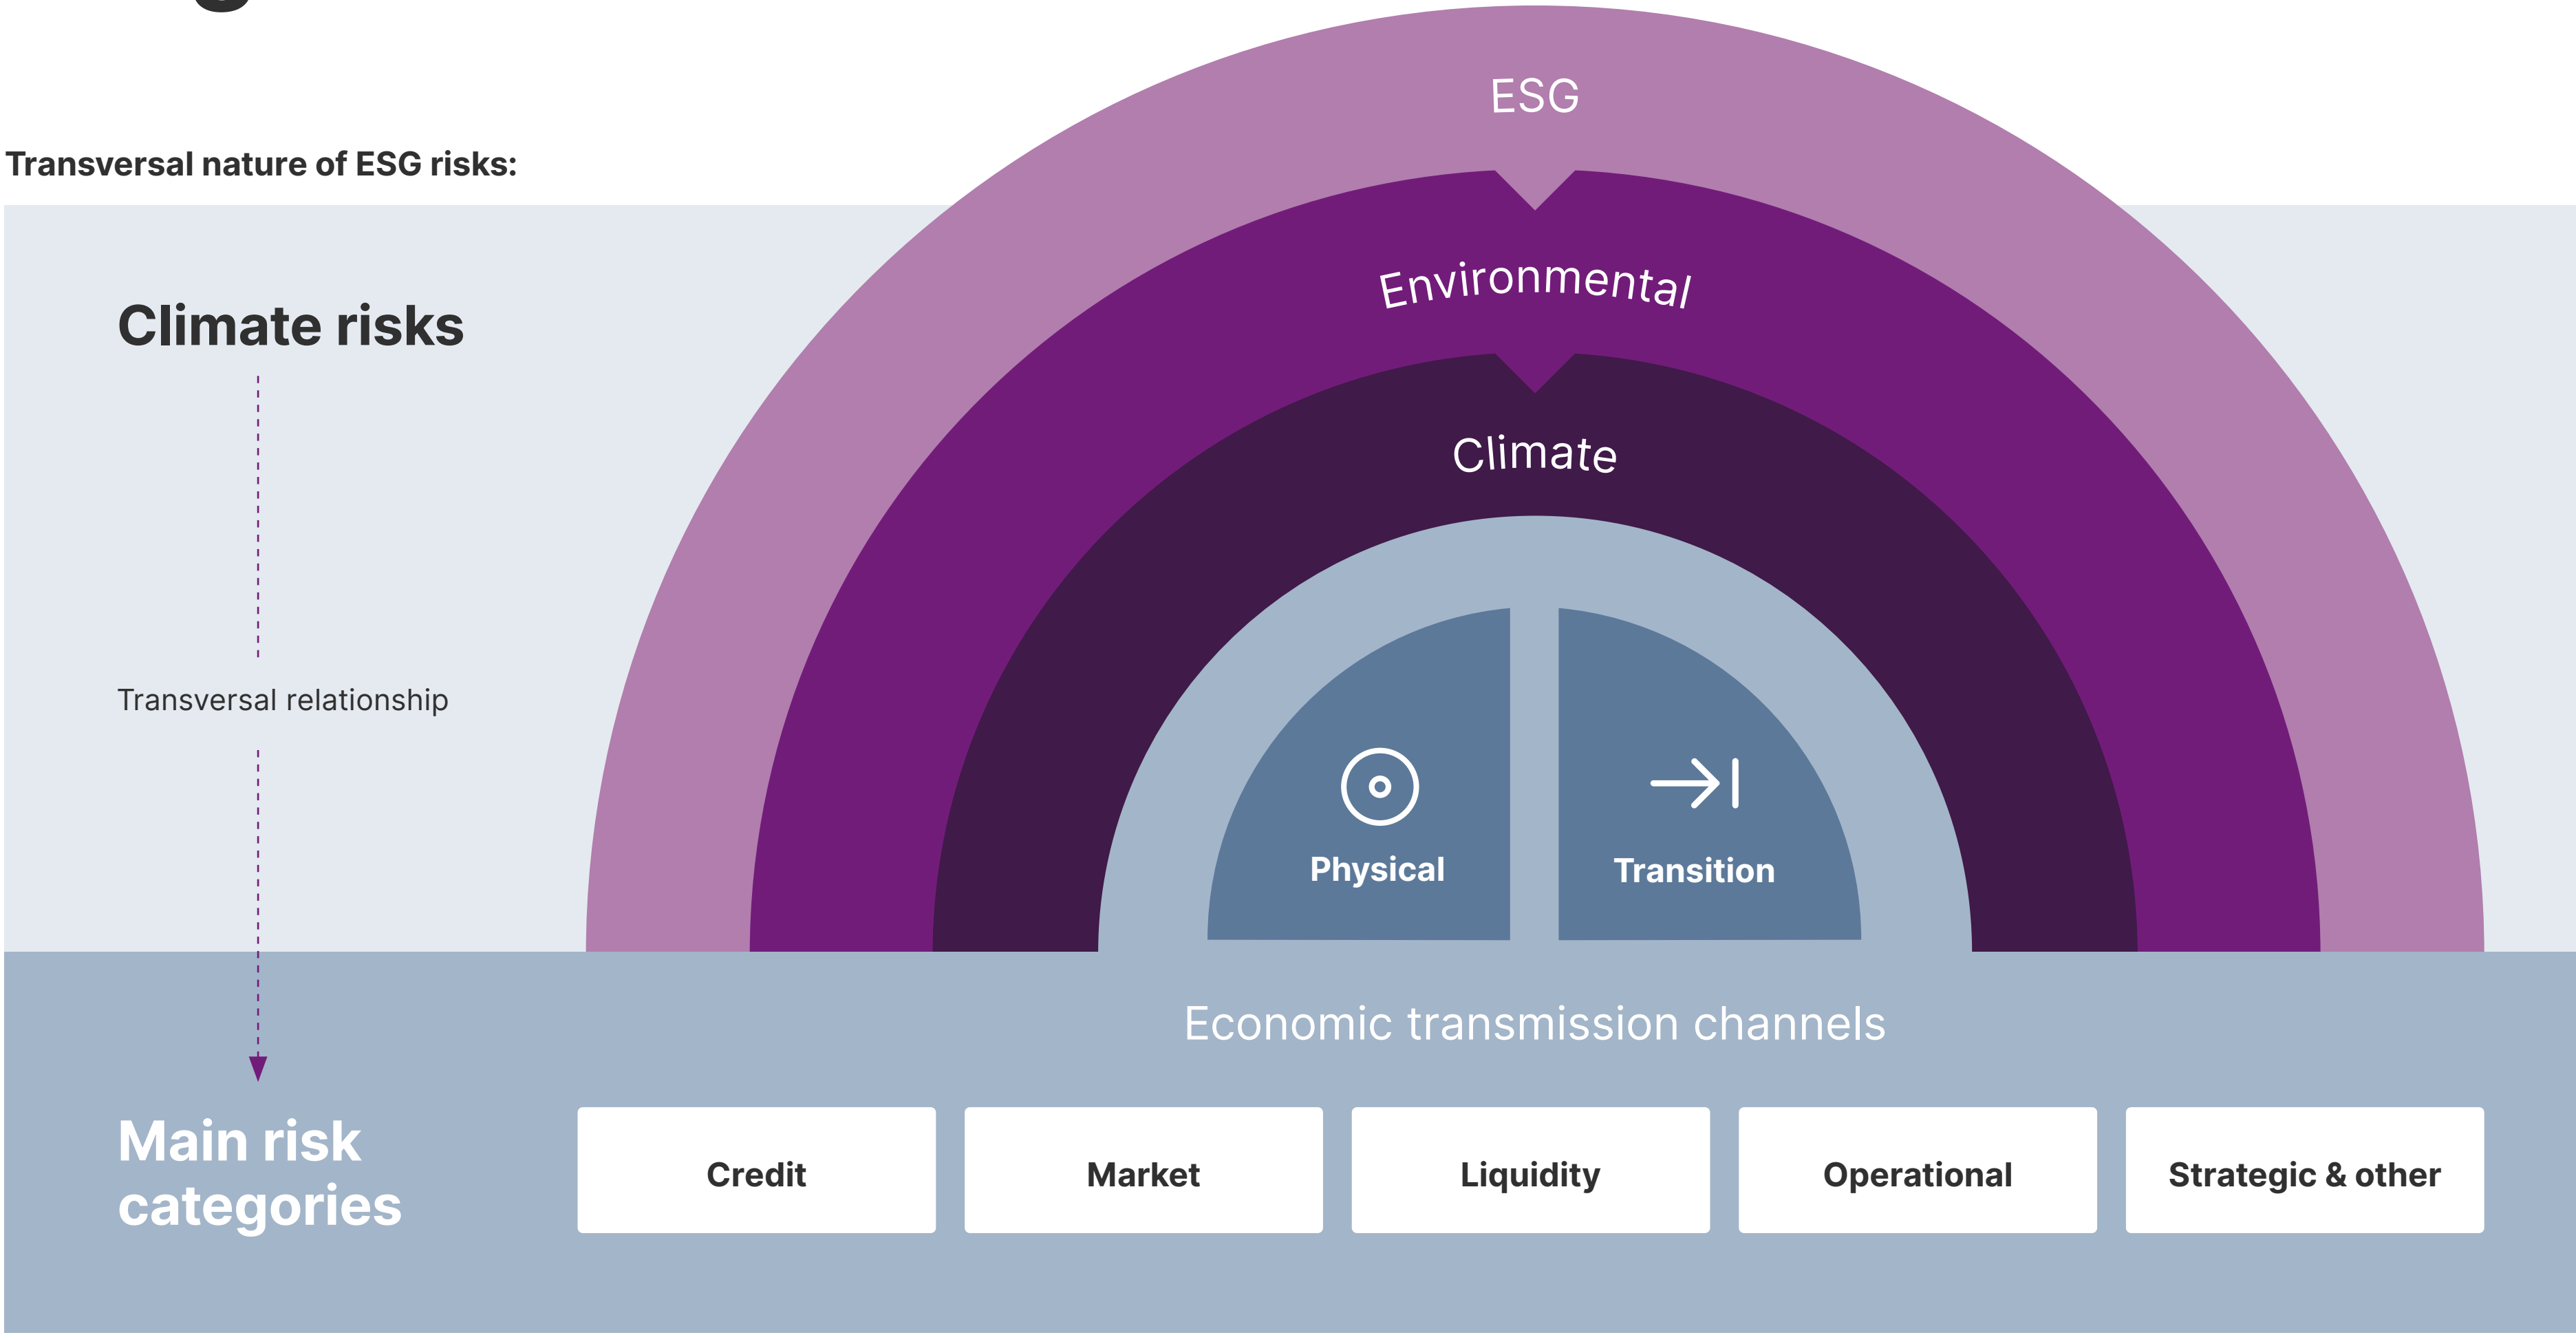 Transversal nature of ESG risks:
ESG
Environmental
Climate
Climate risks
Transversal relationship
Physical
Transition
Economic transmission channels
Main risk
categories
Credit
Market
Liquidity
Operational
Strategic & other